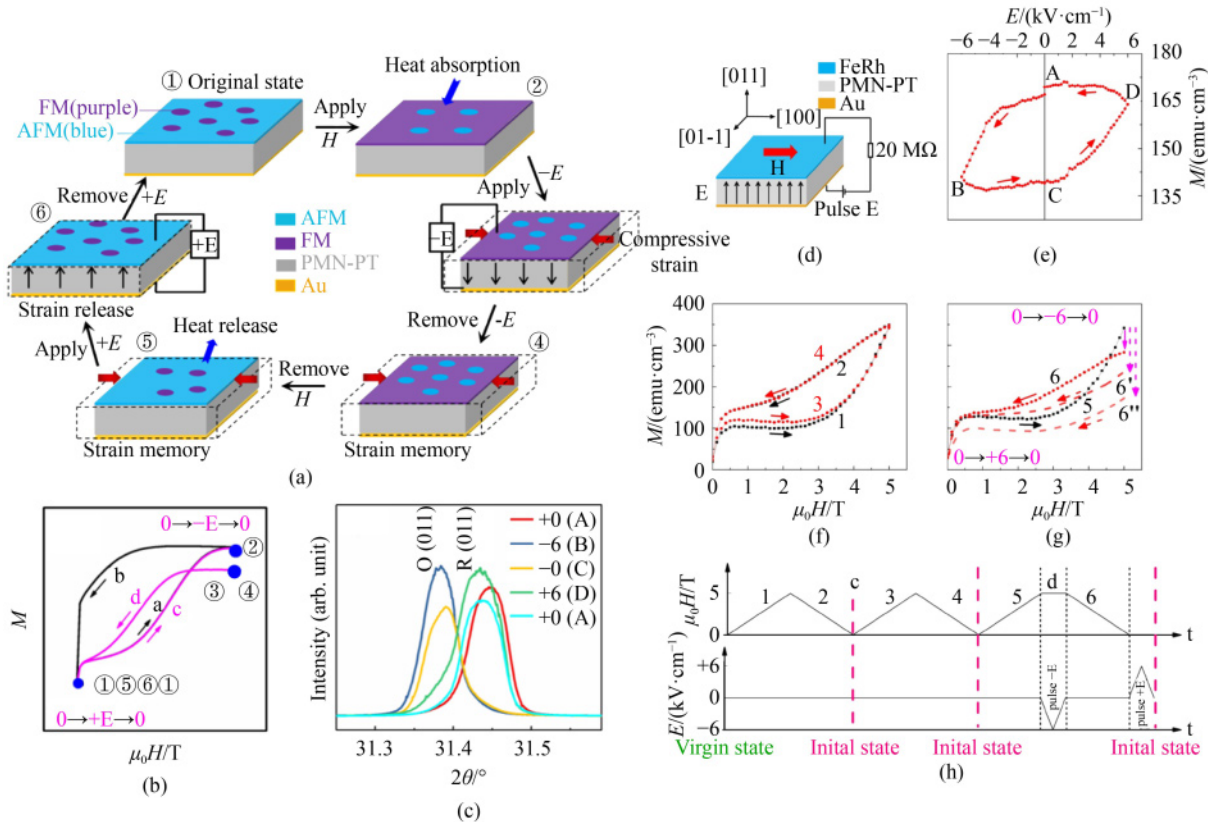 ① Original state
FM(purple)
AFM(blue)
Apply
H
Heat absorption
②
−E
Apply
−E
Compressive
strain
Remove
-E
④
Strain memory
Remove
H
⑤
Heat release
Strain memory
Apply
+E
Strain release
+E
⑥
Remove
+E
AFM
FM
PMN-PT
Au
(a)
0→−E→0
②
③ ④
b
d
a
c
①⑤⑥①
0→+E→0
M
μ₀H/T
(b)
O (011)
R (011)
+0 (A)
−6 (B)
−0 (C)
+6 (D)
+0 (A)
Intensity (arb. unit)
31.3 31.4 31.5
2θ/°
(c)
FeRh
PMN-PT
Au
[011]
[100]
[01-1]
H
E
20 MΩ
Pulse E
(d)
E/(kV·cm⁻¹)
−6 −4 −2 0 2 4 6
180
165
150
135
M/(emu·cm⁻³)
A
D
B
C
(e)
400
300
200
100
0
M/(emu·cm⁻³)
4
2
3
1
0 1 2 3 4 5
μ₀H/T
(f)
0→−6→0
6
5
6'
6''
0→+6→0
0 1 2 3 4 5
μ₀H/T
(g)
μ₀H/T
5
0
1 2 c 3 4 5 d 6
t
E/(kV·cm⁻¹)
+6
0
−6
pulse −E
pulse +E
t
Virgin state Inital state Inital state Inital state
(h)